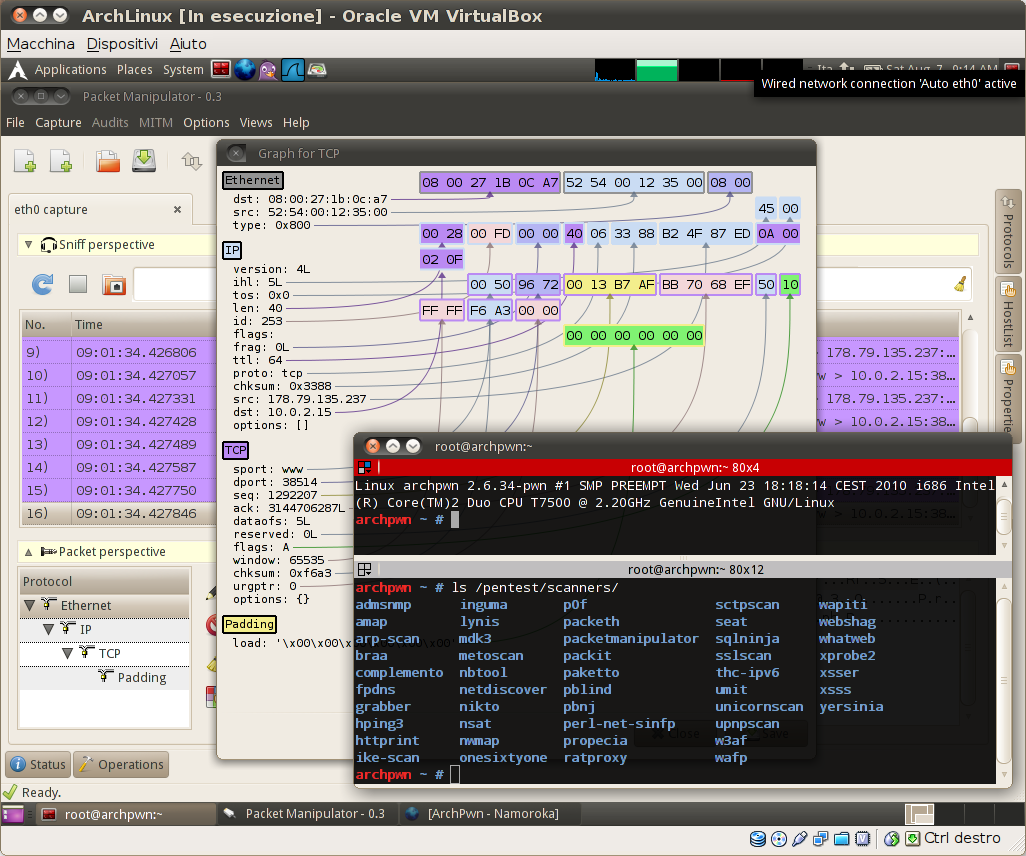 ArchLinux [In esecuzione] - Oracle VM VirtualBox
Macchina Dispositivi Aiuto
Applications Places System
Ita Sat Aug 7, 9:14 AM
Wired network connection 'Auto eth0' active
Packet Manipulator - 0.3
File Capture Audits MITM Options Views Help
eth0 capture
Sniff perspective
No. Time
9) 09:01:34.426806
10) 09:01:34.427057
11) 09:01:34.427331
12) 09:01:34.427428
13) 09:01:34.427489
14) 09:01:34.427587
15) 09:01:34.427750
16) 09:01:34.427846
> 178.79.135.237:...
w > 10.0.2.15:38...
> 178.79.135.237:...
w > 10.0.2.15:38...
Protocols
HostList
Properties
Packet perspective
Protocol
Ethernet
IP
TCP
Padding
Graph for TCP
Ethernet
dst: 08:00:27:1b:0c:a7
src: 52:54:00:12:35:00
type: 0x800
IP
version: 4L
ihl: 5L
tos: 0x0
len: 40
id: 253
flags:
frag: 0L
ttl: 64
proto: tcp
chksum: 0x3388
src: 178.79.135.237
dst: 10.0.2.15
options: []
TCP
sport: www
dport: 38514
seq: 1292207
ack: 3144706287L
dataofs: 5L
reserved: 0L
flags: A
window: 65535
chksum: 0xf6a3
urgptr: 0
options: {}
Padding
load: '\x00\x00\x00\x00\x00\x00'
08 00 27 1B 0C A7 52 54 00 12 35 00 08 00
45 00
00 28 00 FD 00 00 40 06 33 88 B2 4F 87 ED 0A 00
02 0F
00 50 96 72 00 13 B7 AF BB 70 68 EF 50 10
FF FF F6 A3 00 00
00 00 00 00 00 00
root@archpwn:~
root@archpwn:~ 80x4
Linux archpwn 2.6.34-pwn #1 SMP PREEMPT Wed Jun 23 18:18:14 CEST 2010 i686 Intel
(R) Core(TM)2 Duo CPU T7500 @ 2.20GHz GenuineIntel GNU/Linux
archpwn ~ #
root@archpwn:~ 80x12
archpwn ~ # ls /pentest/scanners/
admsnmp inguma p0f sctpscan wapiti
amap lynis packeth seat webshag
arp-scan mdk3 packetmanipulator sqlninja whatweb
braa metoscan packit sslscan xprobe2
complemento nbtool paketto thc-ipv6 xsser
fpdns netdiscover pblind umit xsss
grabber nikto pbnj unicornscan yersinia
hping3 nsat perl-net-sinfp upnpscan
httprint nwmap propecia w3af
ike-scan onesixtyone ratproxy wafp
archpwn ~ #
Close Save
Status Operations
Ready.
root@archpwn:~ Packet Manipulator - 0.3 [ArchPwn - Namoroka]
Ctrl destro